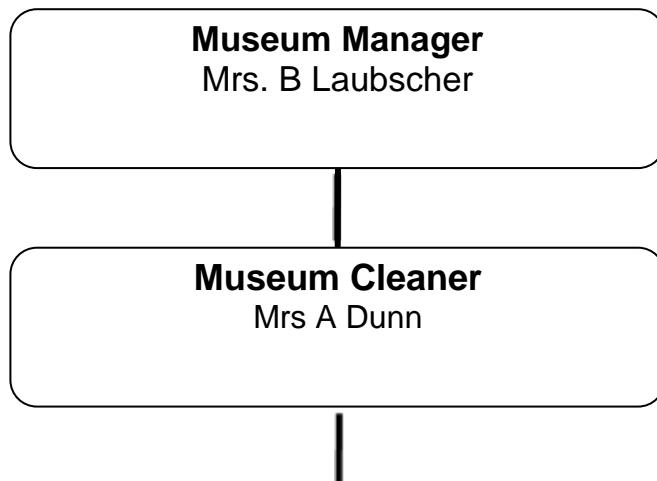 Museum Manager
Mrs. B Laubscher
Museum Cleaner
Mrs A Dunn